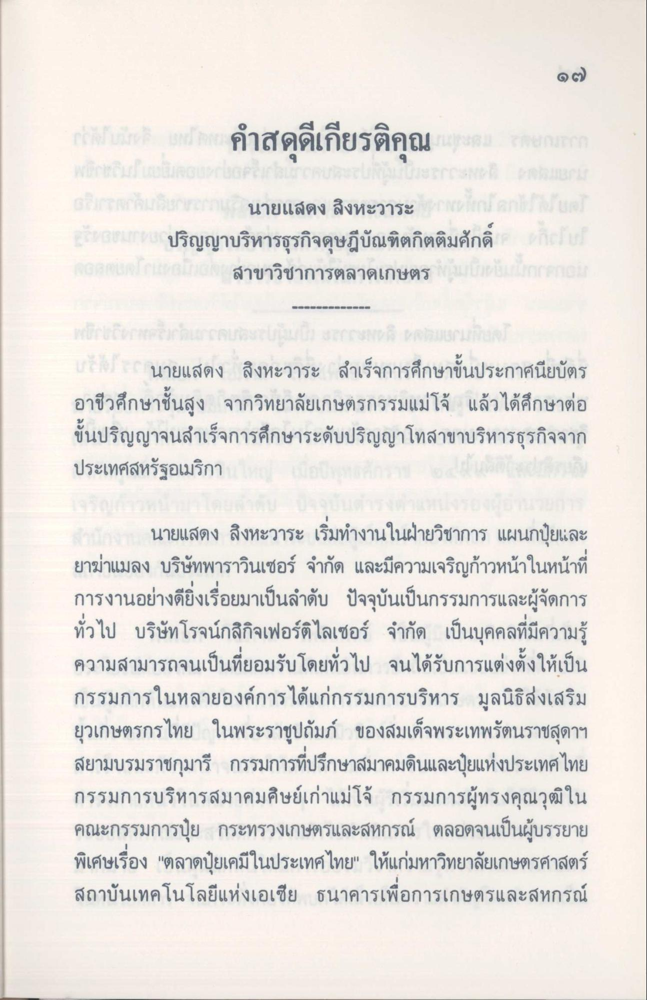 ๑๗
คำสดุดีเกียรติคุณ
นายแสดง สิงหะวาระ
ปริญญาบริหารธุรกิจดุษฎีบัณฑิตกิตติมศักดิ์
สาขาวิชาการตลาดเกษตร
-------------
นายแสดง สิงหะวาระ สำเร็จการศึกษาขั้นประกาศนียบัตร
อาชีวศึกษาชั้นสูง จากวิทยาลัยเกษตรกรรมแม่โจ้ แล้วได้ศึกษาต่อ
ขั้นปริญญาจนสำเร็จการศึกษาระดับปริญญาโทสาขาบริหารธุรกิจจาก
ประเทศสหรัฐอเมริกา
นายแสดง สิงหะวาระ เริ่มทำงานในฝ่ายวิชาการ แผนกปุ๋ยและ
ยาฆ่าแมลง บริษัทพาราวินเซอร์ จำกัด และมีความเจริญก้าวหน้าในหน้าที่
การงานอย่างดียิ่งเรื่อยมาเป็นลำดับ ปัจจุบันเป็นกรรมการและผู้จัดการ
ทั่วไป บริษัทโรจน์กสิกิจเฟอร์ติไลเซอร์ จำกัด เป็นบุคคลที่มีความรู้
ความสามารถจนเป็นที่ยอมรับโดยทั่วไป จนได้รับการแต่งตั้งให้เป็น
กรรมการในหลายองค์การได้แก่กรรมการบริหาร มูลนิธิส่งเสริม
ยุวเกษตรกรไทย ในพระราชูปถัมภ์ ของสมเด็จพระเทพรัตนราชสุดาฯ
สยามบรมราชกุมารี กรรมการที่ปรึกษาสมาคมดินและปุ๋ยแห่งประเทศไทย
กรรมการบริหารสมาคมศิษย์เก่าแม่โจ้ กรรมการผู้ทรงคุณวุฒิใน
คณะกรรมการปุ๋ย กระทรวงเกษตรและสหกรณ์ ตลอดจนเป็นผู้บรรยาย
พิเศษเรื่อง "ตลาดปุ๋ยเคมีในประเทศไทย" ให้แก่มหาวิทยาลัยเกษตรศาสตร์
สถาบันเทคโนโลยีแห่งเอเซีย ธนาคารเพื่อการเกษตรและสหกรณ์